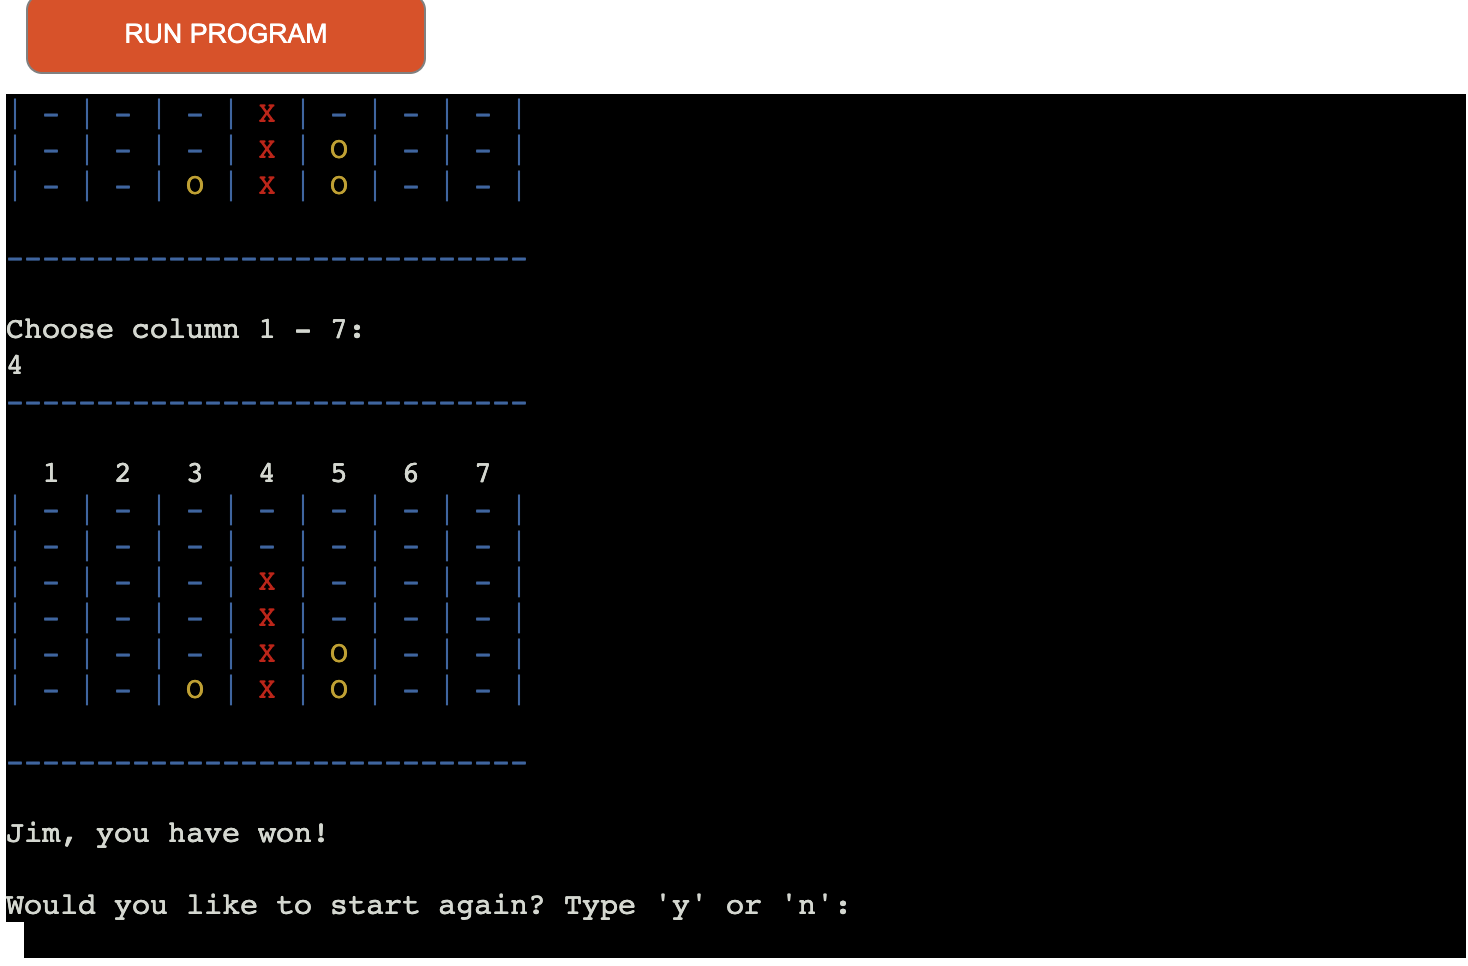 RUN PROGRAM
| - | - | - | X | - | - | - |
| - | - | - | X | O | - | - |
| - | - | O | X | O | - | - |
-----------------------------
Choose column 1 - 7:
4
-----------------------------
1 2 3 4 5 6 7
| - | - | - | - | - | - | - |
| - | - | - | - | - | - | - |
| - | - | - | X | - | - | - |
| - | - | - | X | - | - | - |
| - | - | - | X | O | - | - |
| - | - | O | X | O | - | - |
-----------------------------
Jim, you have won!
Would you like to start again? Type 'y' or 'n':